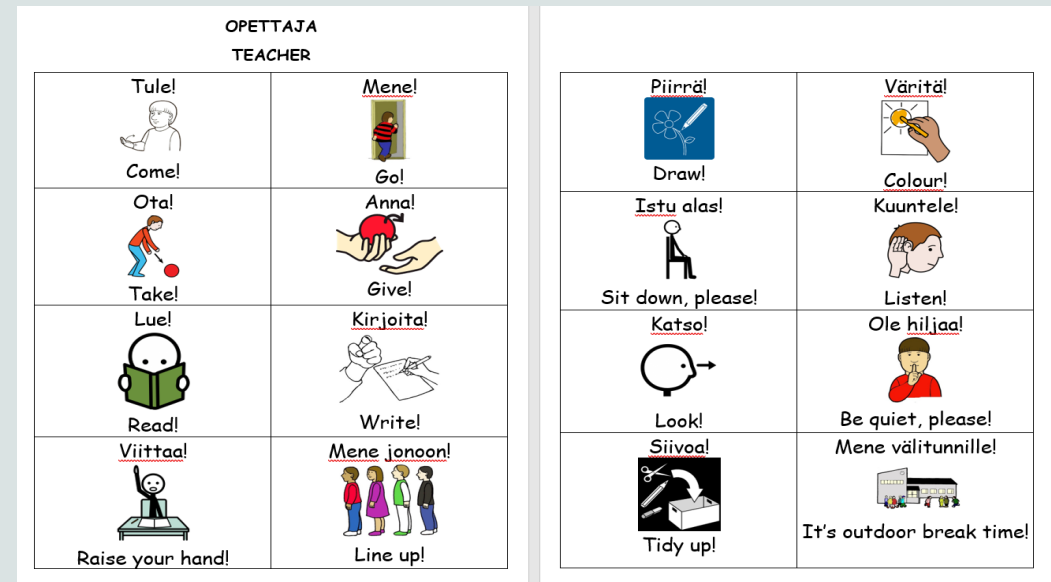 OPETTAJA
TEACHER
Tule!
Come!
Mene!
Go!
Ota!
Take!
Anna!
Give!
Lue!
Read!
Kirjoita!
Write!
Viittaa!
Raise your hand!
Mene jonoon!
Line up!
Piirrä!
Draw!
Väritä!
Colour!
Istu alas!
Sit down, please!
Kuuntele!
Listen!
Katso!
Look!
Ole hiljaa!
Be quiet, please!
Siivoa!
Tidy up!
Mene välitunnille!
It's outdoor break time!